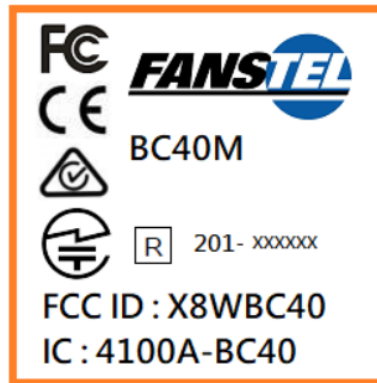 FC
CE
FANSTEL
BC40M
R 201- xxxxxx
FCC ID : X8WBC40
IC : 4100A-BC40